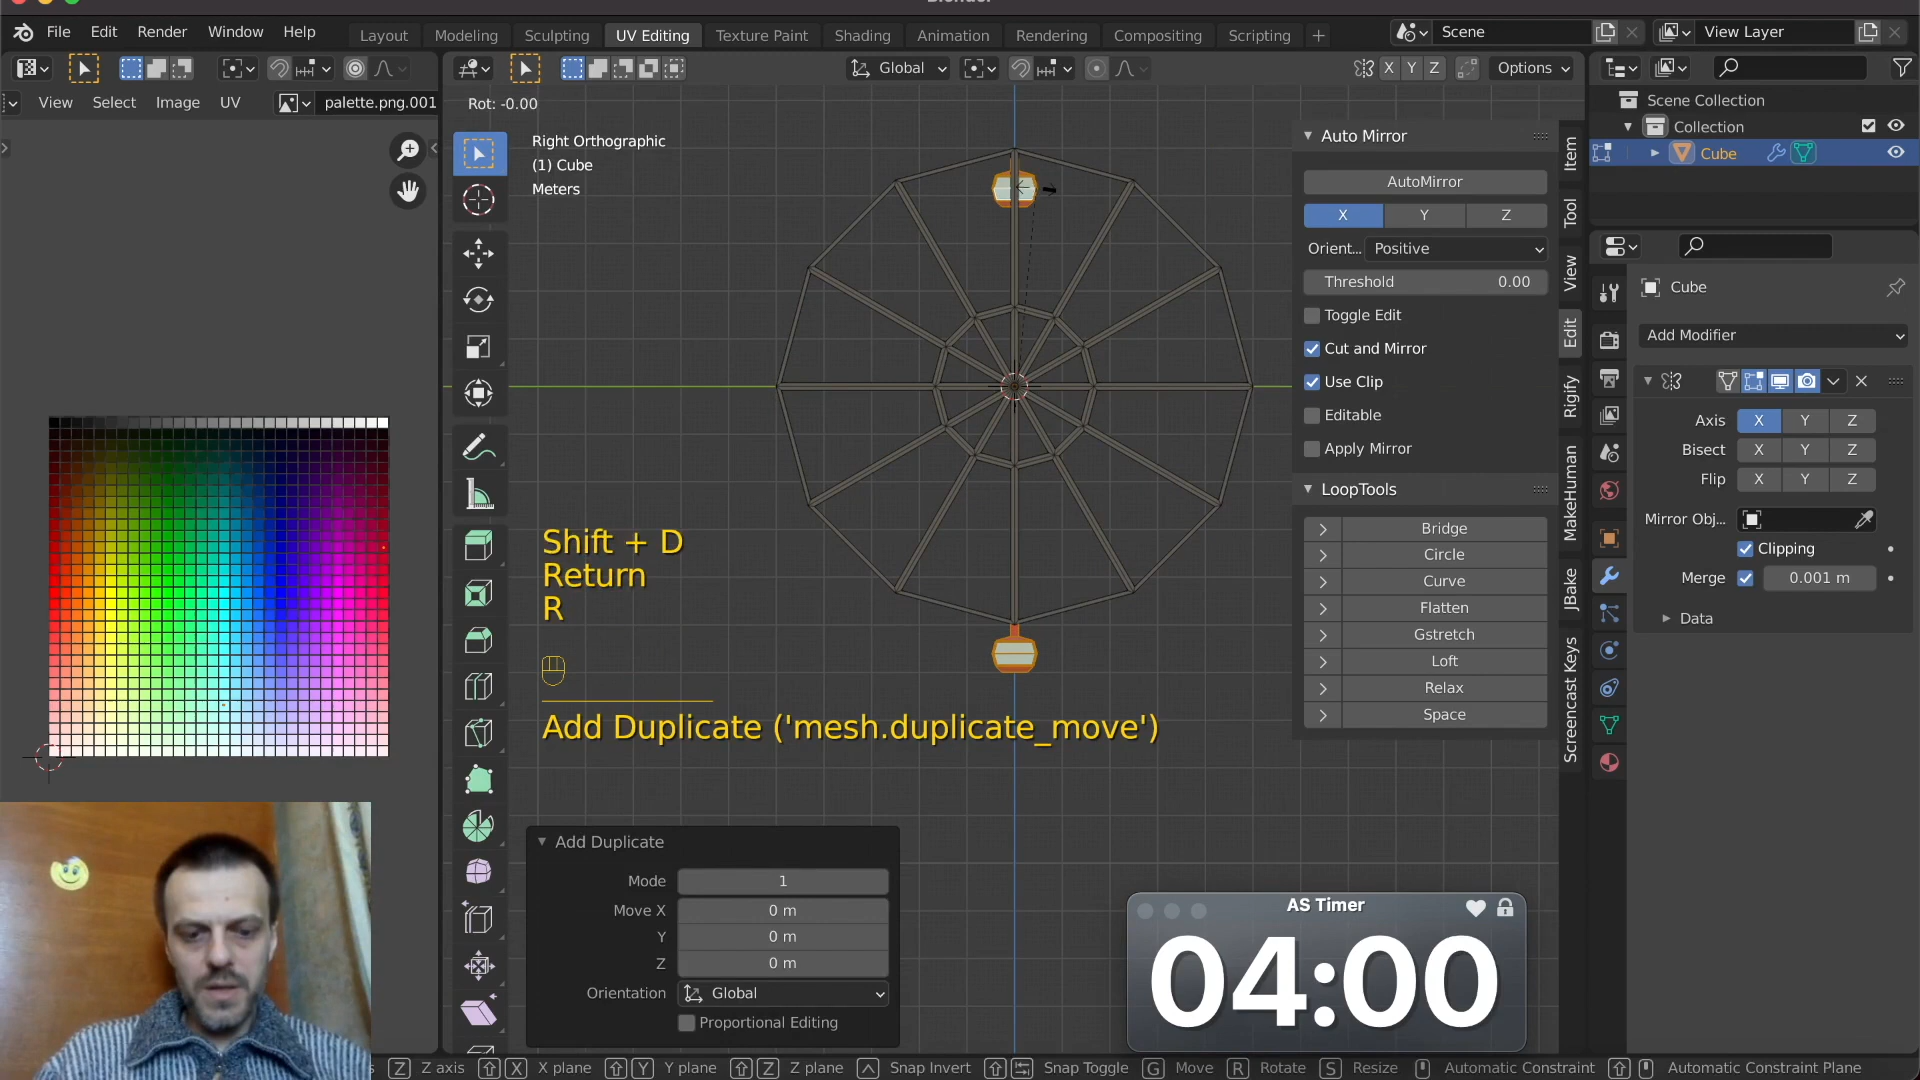 File Edit Render Window Help Layout Modeling Sculpting UV Editing Texture Paint Shading Animation Rendering Compositing Scripting + Scene View Layer
Global X Y Z Options
View Select Image UV palette.png.001
Rot: -0.00
Right Orthographic
(1) Cube
Meters
Auto Mirror
AutoMirror
X Y Z
Orient... Positive
Threshold 0.00
Toggle Edit
Cut and Mirror
Use Clip
Editable
Apply Mirror
LoopTools
Bridge
Circle
Curve
Flatten
Gstretch
Loft
Relax
Space
Item
Tool
View
Edit
Rigify
MakeHuman
JBake
Screencast Keys
Scene Collection
Collection
Cube
Cube
Add Modifier
Axis X Y Z
Bisect X Y Z
Flip X Y Z
Mirror Obj...
Clipping
Merge 0.001 m
Data
Shift + D
Return
R
Add Duplicate ('mesh.duplicate_move')
Add Duplicate
Mode 1
Move X 0 m
Y 0 m
Z 0 m
Orientation Global
Proportional Editing
AS Timer
04:00
Z Z axis X X plane Y Y plane Z Z plane Snap Invert Snap Toggle G Move R Rotate S Resize Automatic Constraint Automatic Constraint Plane